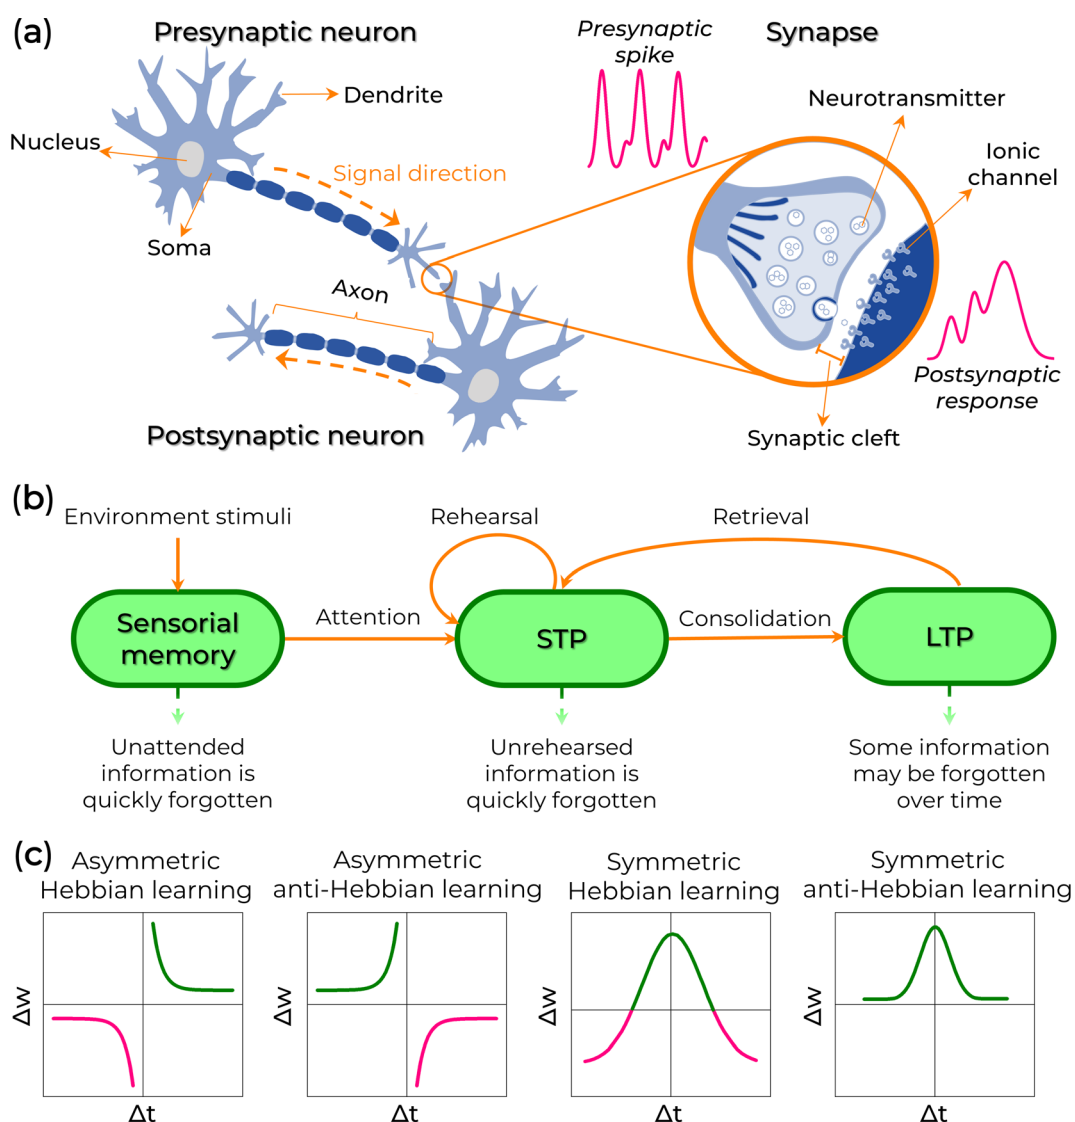 (a)
Presynaptic neuron
Dendrite
Nucleus
Signal direction
Soma
Axon
Postsynaptic neuron
Presynaptic
spike
Synapse
Neurotransmitter
Ionic
channel
Postsynaptic
response
Synaptic cleft
(b)
Environment stimuli
Rehearsal
Retrieval
Sensorial
memory
Attention
STP
Consolidation
LTP
Unattended
information is
quickly forgotten
Unrehearsed
information is
quickly forgotten
Some information
may be forgotten
over time
(c)
Asymmetric
Hebbian learning
Δw
Δt
Asymmetric
anti-Hebbian learning
Δw
Δt
Symmetric
Hebbian learning
Δw
Δt
Symmetric
anti-Hebbian learning
Δw
Δt